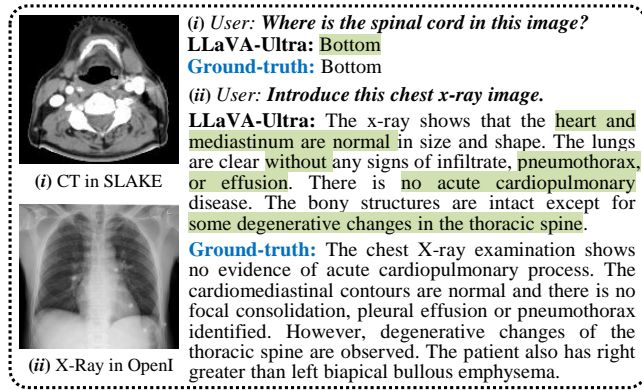 (i) User: Where is the spinal cord in this image?
LLaVA-Ultra: Bottom
Ground-truth: Bottom
(i) CT in SLAKE
(ii) User: Introduce this chest x-ray image.
LLaVA-Ultra: The x-ray shows that the heart and
mediastinum are normal in size and shape. The lungs
are clear without any signs of infiltrate, pneumothorax,
or effusion. There is no acute cardiopulmonary
disease. The bony structures are intact except for
some degenerative changes in the thoracic spine.
Ground-truth: The chest X-ray examination shows
no evidence of acute cardiopulmonary process. The
cardiomediastinal contours are normal and there is no
focal consolidation, pleural effusion or pneumothorax
identified. However, degenerative changes of the
thoracic spine are observed. The patient also has right
greater than left biapical bullous emphysema.
(ii) X-Ray in OpenI